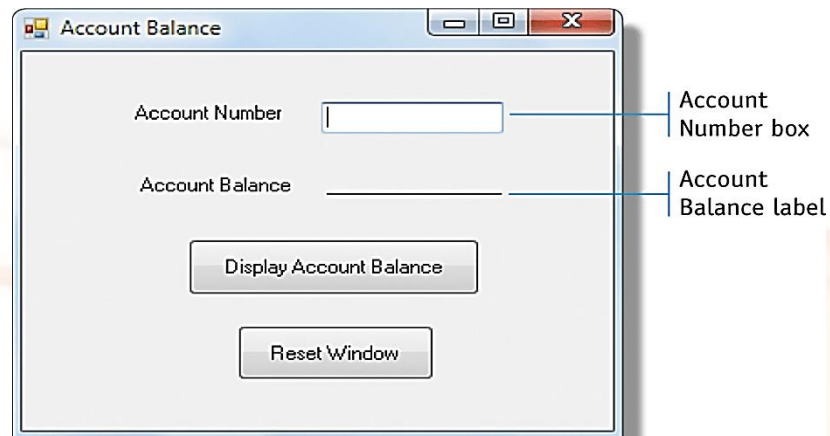 Account Balance
Account Number
Account
Number box
Account Balance
Account
Balance label
Display Account Balance
Reset Window